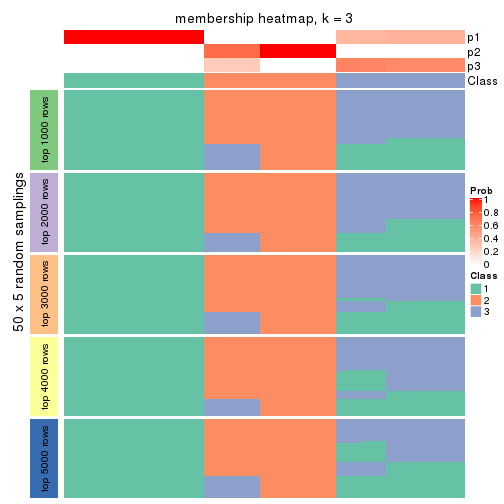 membership heatmap, k = 3
p1
p2
p3
Class
50 x 5 random samplings
top 1000 rows
top 2000 rows
top 3000 rows
top 4000 rows
top 5000 rows
Prob
1
0.8
0.6
0.4
0.2
0
Class
1
2
3